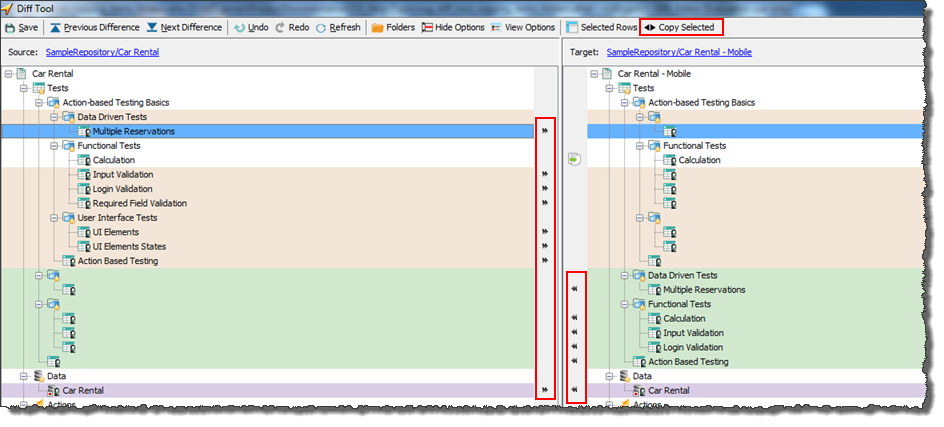 Diff Tool
Save Previous Difference Next Difference Undo Redo Refresh Folders Hide Options View Options Selected Rows Copy Selected
Source: SampleRepository/Car Rental Target: SampleRepository/Car Rental - Mobile
Car Rental Car Rental - Mobile
Tests Tests
Action-based Testing Basics Action-based Testing Basics
Data Driven Tests
Multiple Reservations
Functional Tests Functional Tests
Calculation Calculation
Input Validation
Login Validation
Required Field Validation
User Interface Tests
UI Elements
UI Elements States
Action Based Testing
Data Driven Tests
Multiple Reservations
Functional Tests
Calculation
Input Validation
Login Validation
Action Based Testing
Data Data
Car Rental Car Rental
Actions Actions